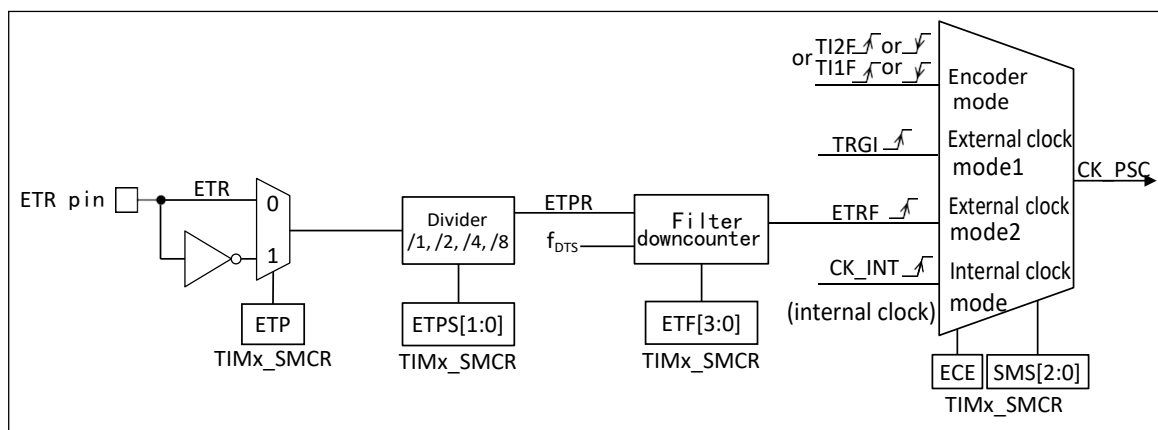 or TI2F or
TI1F or
Encoder
mode
TRGI
External clock
mode1
CK_PSC
ETR pin
ETR
0
1
ETP
TIMx_SMCR
Divider
/1, /2, /4, /8
ETPS[1:0]
TIMx_SMCR
ETPR
fDTS
Filter
downcounter
ETF[3:0]
TIMx_SMCR
ETRF
External clock
mode2
CK_INT
(internal clock)
Internal clock
mode
ECE
SMS[2:0]
TIMx_SMCR